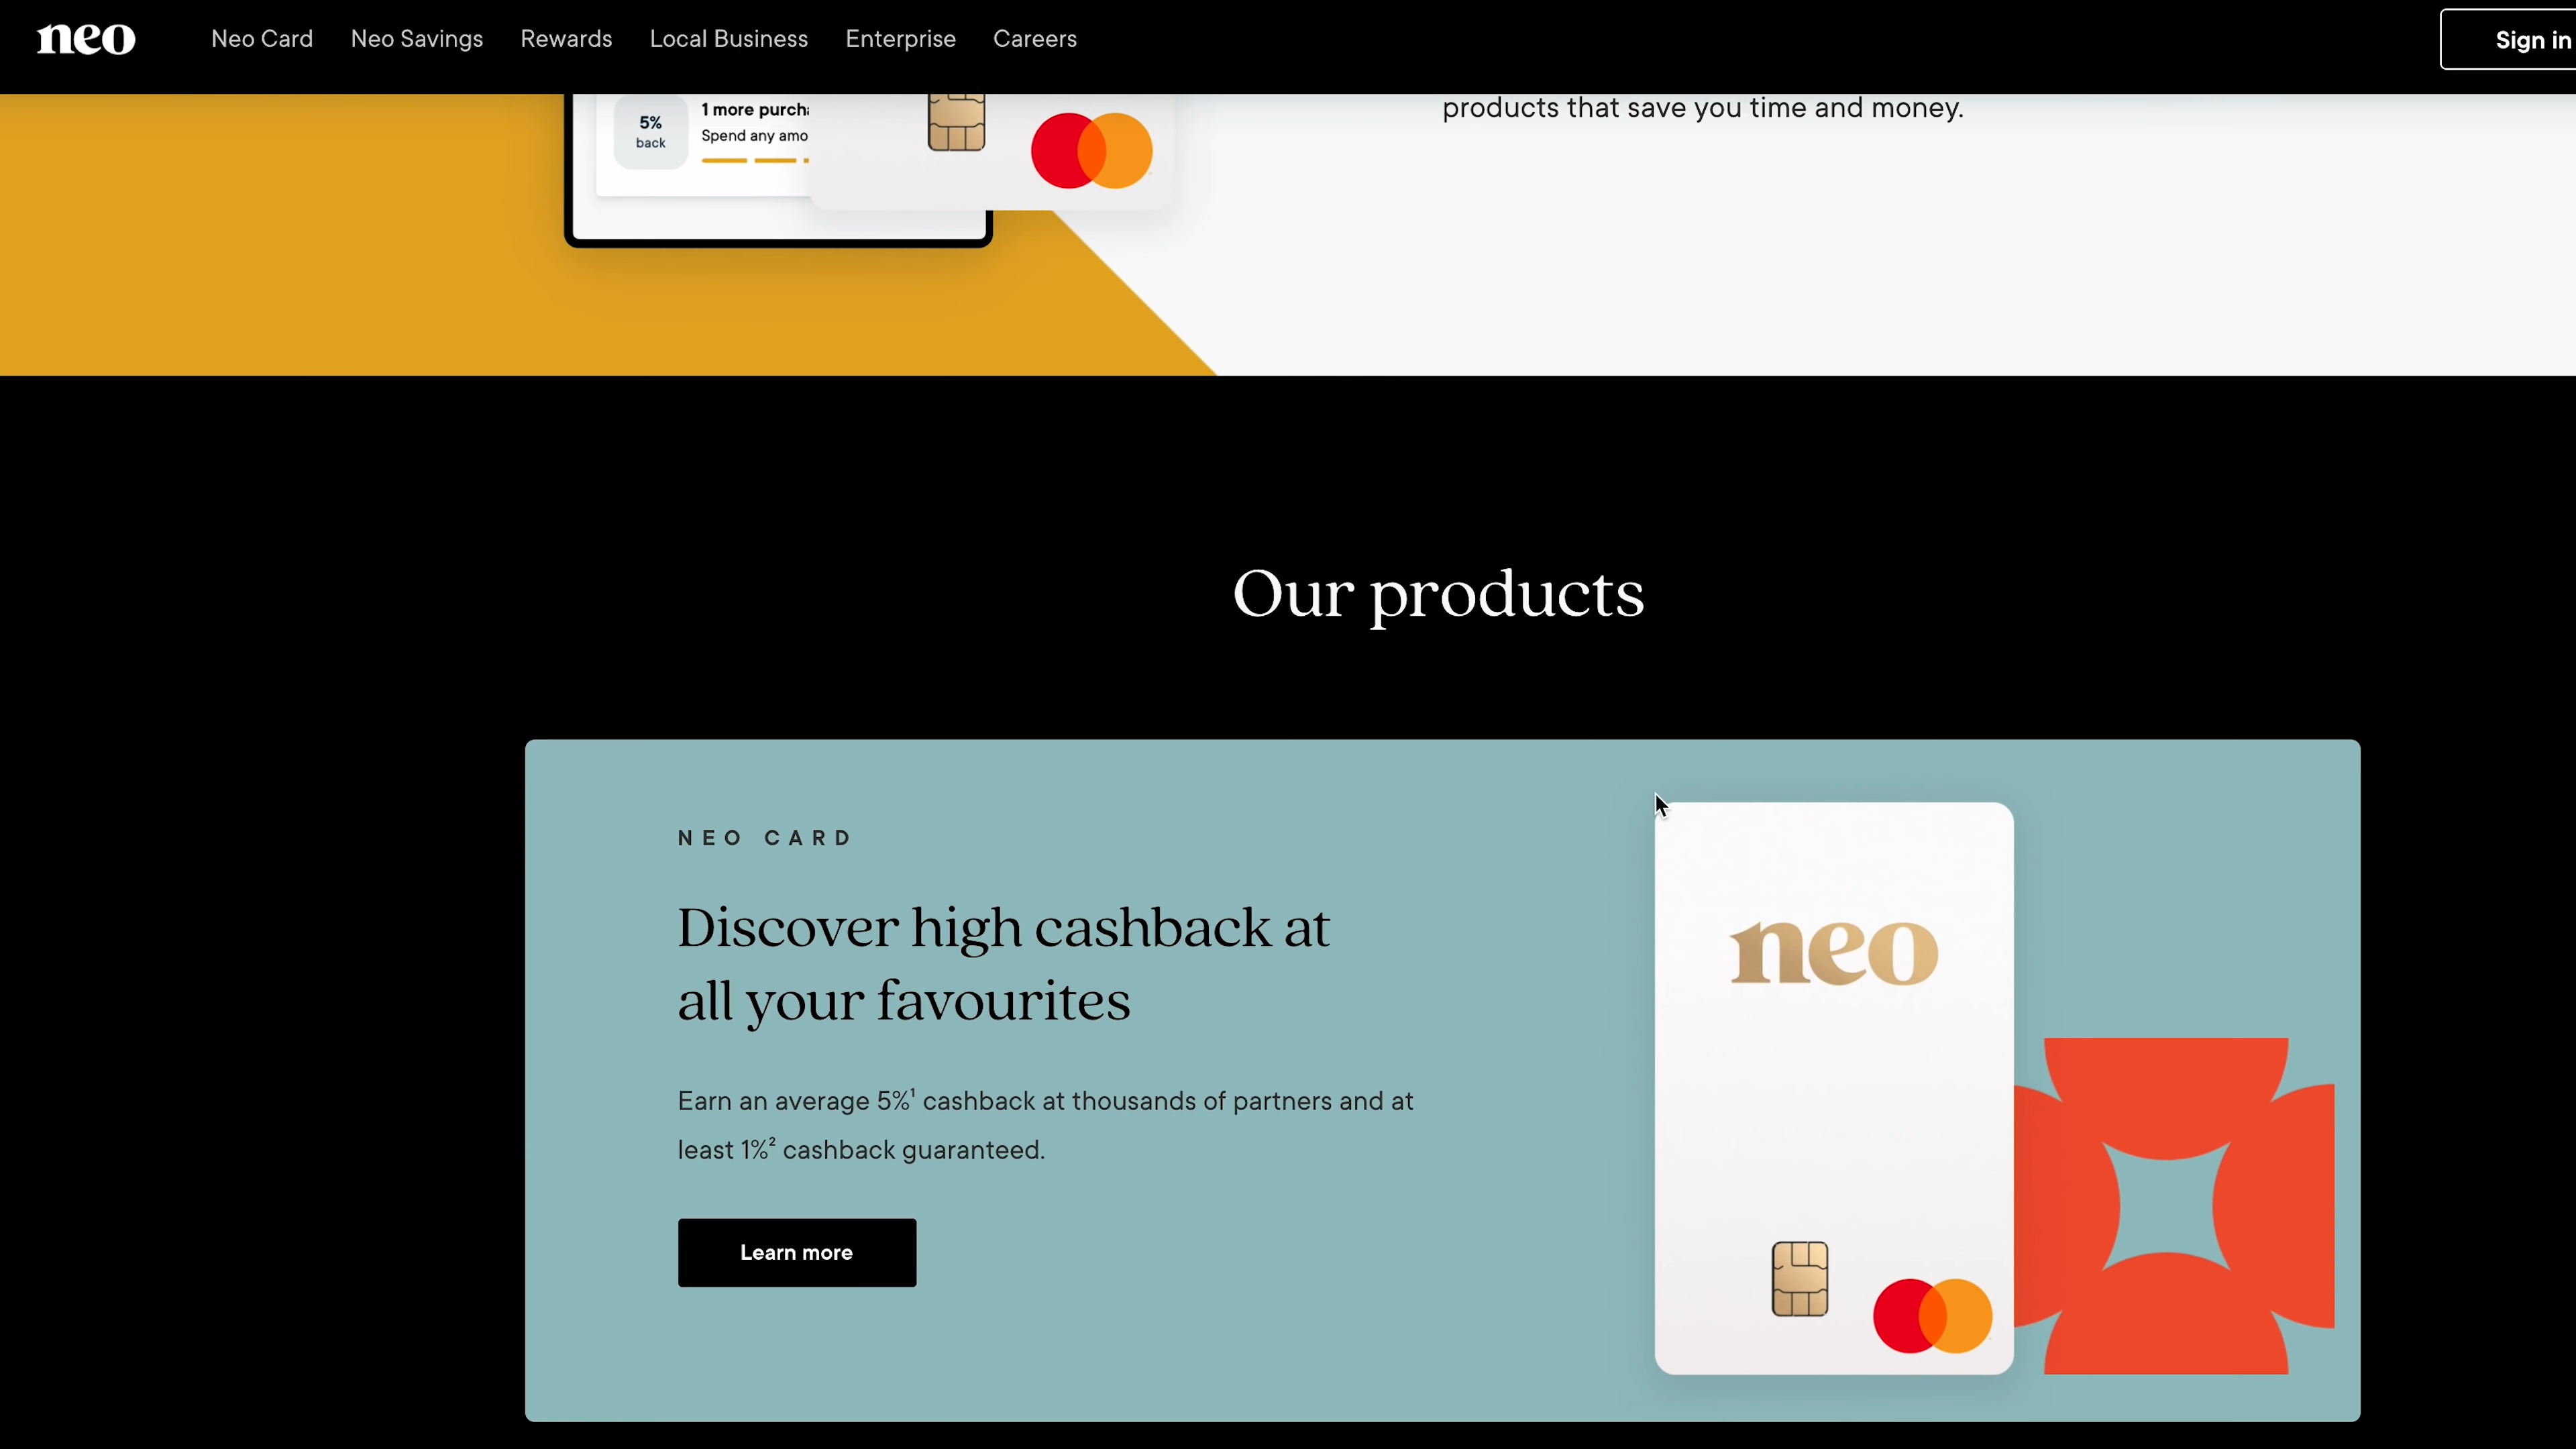 neo
Neo Card Neo Savings Rewards Local Business Enterprise Careers
Sign in
5%
back
1 more purch
Spend any amo
products that save you time and money.
Our products
NEO CARD
Discover high cashback at
all your favourites
Earn an average 5%¹ cashback at thousands of partners and at
least 1%² cashback guaranteed.
Learn more
neo